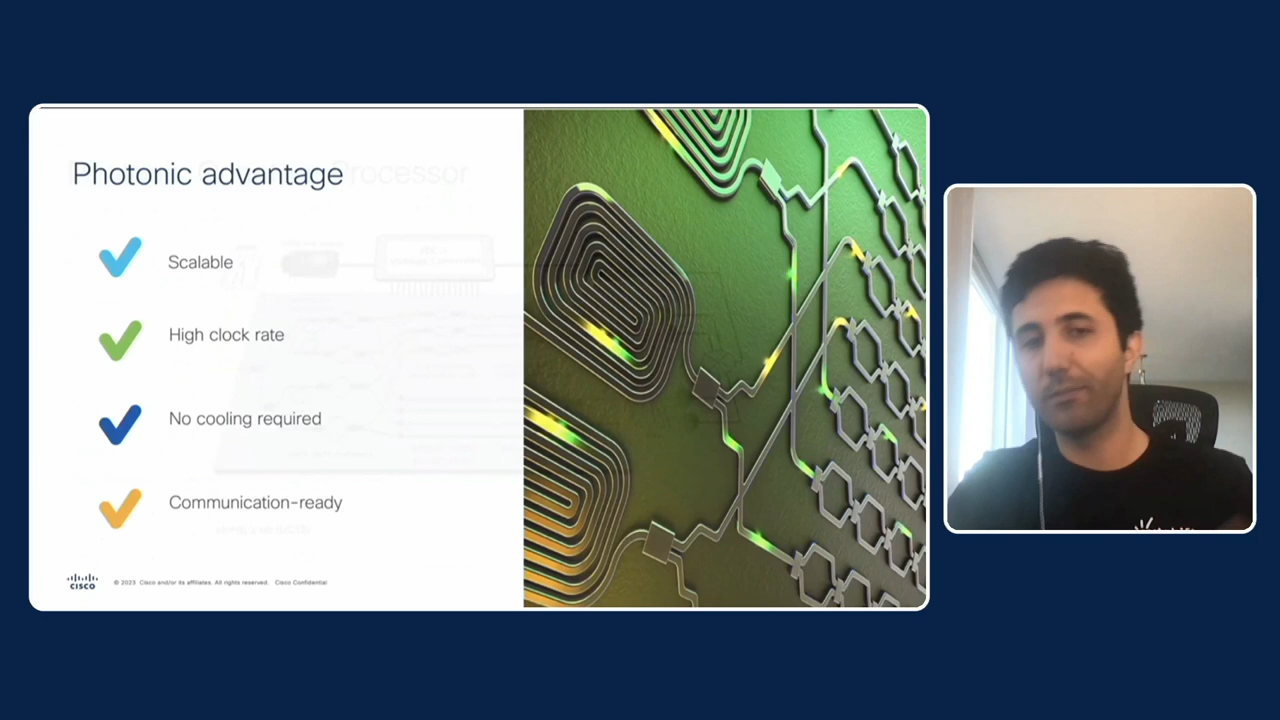 Photonic advantage
Processor
Scalable
High clock rate
No cooling required
Communication-ready
CISCO
© 2023 Cisco and/or its affiliates. All rights reserved. Cisco Confidential